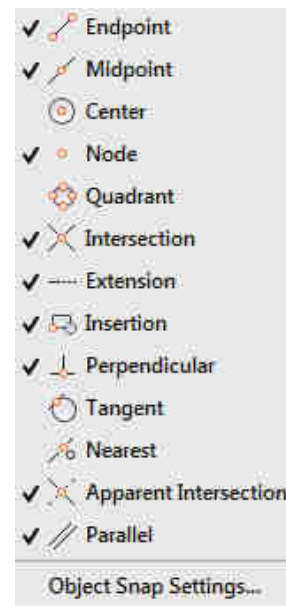 Endpoint
Midpoint
Center
Node
Quadrant
Intersection
Extension
Insertion
Perpendicular
Tangent
Nearest
Apparent Intersection
Parallel
Object Snap Settings...